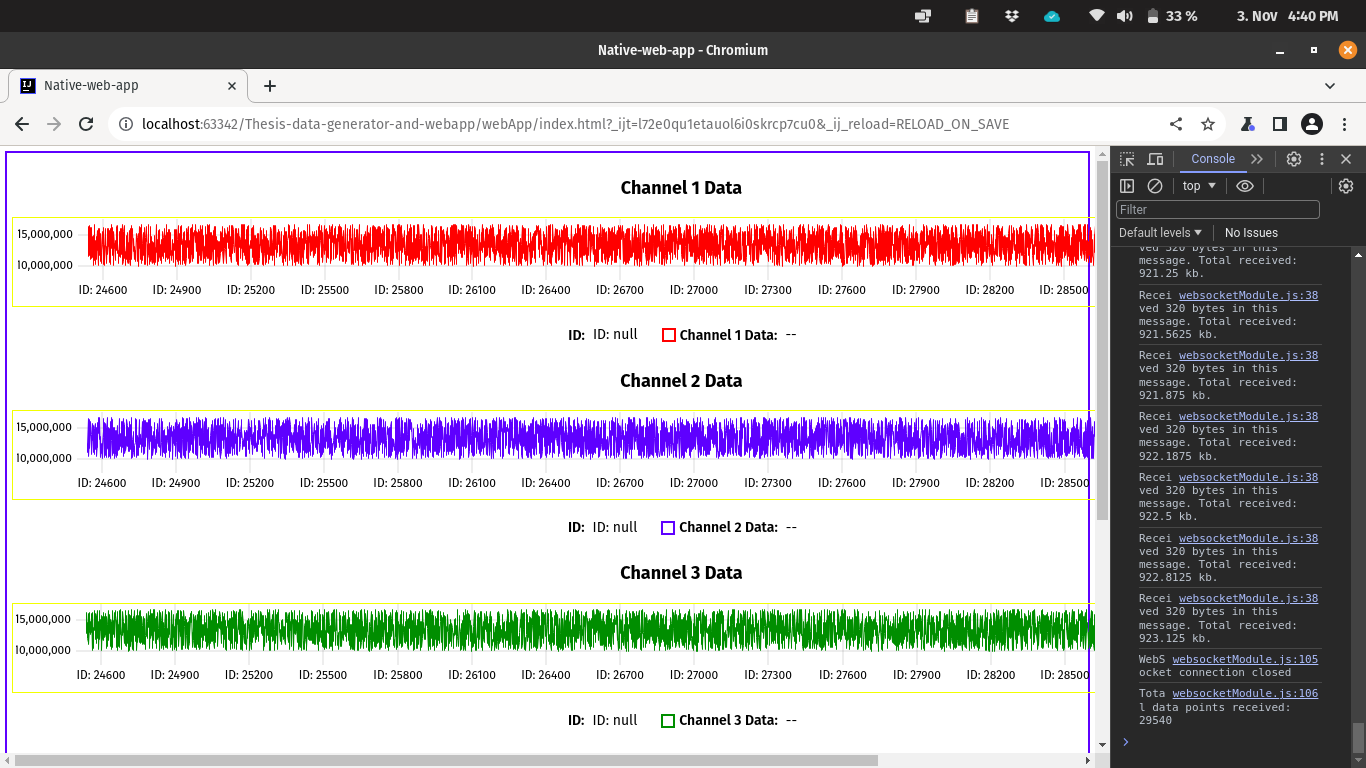 33 %
3. Nov 4:40 PM
Native-web-app - Chromium
Native-web-app
localhost:63342/Thesis-data-generator-and-webapp/webApp/index.html?_ijt=l72e0qu1etauol6i0skrcp7cu0&_ij_reload=RELOAD_ON_SAVE
Channel 1 Data
15,000,000
10,000,000
ID: 24600 ID: 24900 ID: 25200 ID: 25500 ID: 25800 ID: 26100 ID: 26400 ID: 26700 ID: 27000 ID: 27300 ID: 27600 ID: 27900 ID: 28200 ID: 28500
ID: ID: null Channel 1 Data: --
Channel 2 Data
15,000,000
10,000,000
ID: 24600 ID: 24900 ID: 25200 ID: 25500 ID: 25800 ID: 26100 ID: 26400 ID: 26700 ID: 27000 ID: 27300 ID: 27600 ID: 27900 ID: 28200 ID: 28500
ID: ID: null Channel 2 Data: --
Channel 3 Data
15,000,000
10,000,000
ID: 24600 ID: 24900 ID: 25200 ID: 25500 ID: 25800 ID: 26100 ID: 26400 ID: 26700 ID: 27000 ID: 27300 ID: 27600 ID: 27900 ID: 28200 ID: 28500
ID: ID: null Channel 3 Data: --
Console
top
Filter
Default levels
No Issues
ved 320 bytes in this
message. Total received:
921.25 kb.
Recei websocketModule.js:38
ved 320 bytes in this
message. Total received:
921.5625 kb.
Recei websocketModule.js:38
ved 320 bytes in this
message. Total received:
921.875 kb.
Recei websocketModule.js:38
ved 320 bytes in this
message. Total received:
922.1875 kb.
Recei websocketModule.js:38
ved 320 bytes in this
message. Total received:
922.5 kb.
Recei websocketModule.js:38
ved 320 bytes in this
message. Total received:
922.8125 kb.
Recei websocketModule.js:38
ved 320 bytes in this
message. Total received:
923.125 kb.
WebS websocketModule.js:105
ocket connection closed
Tota websocketModule.js:106
l data points received:
29540